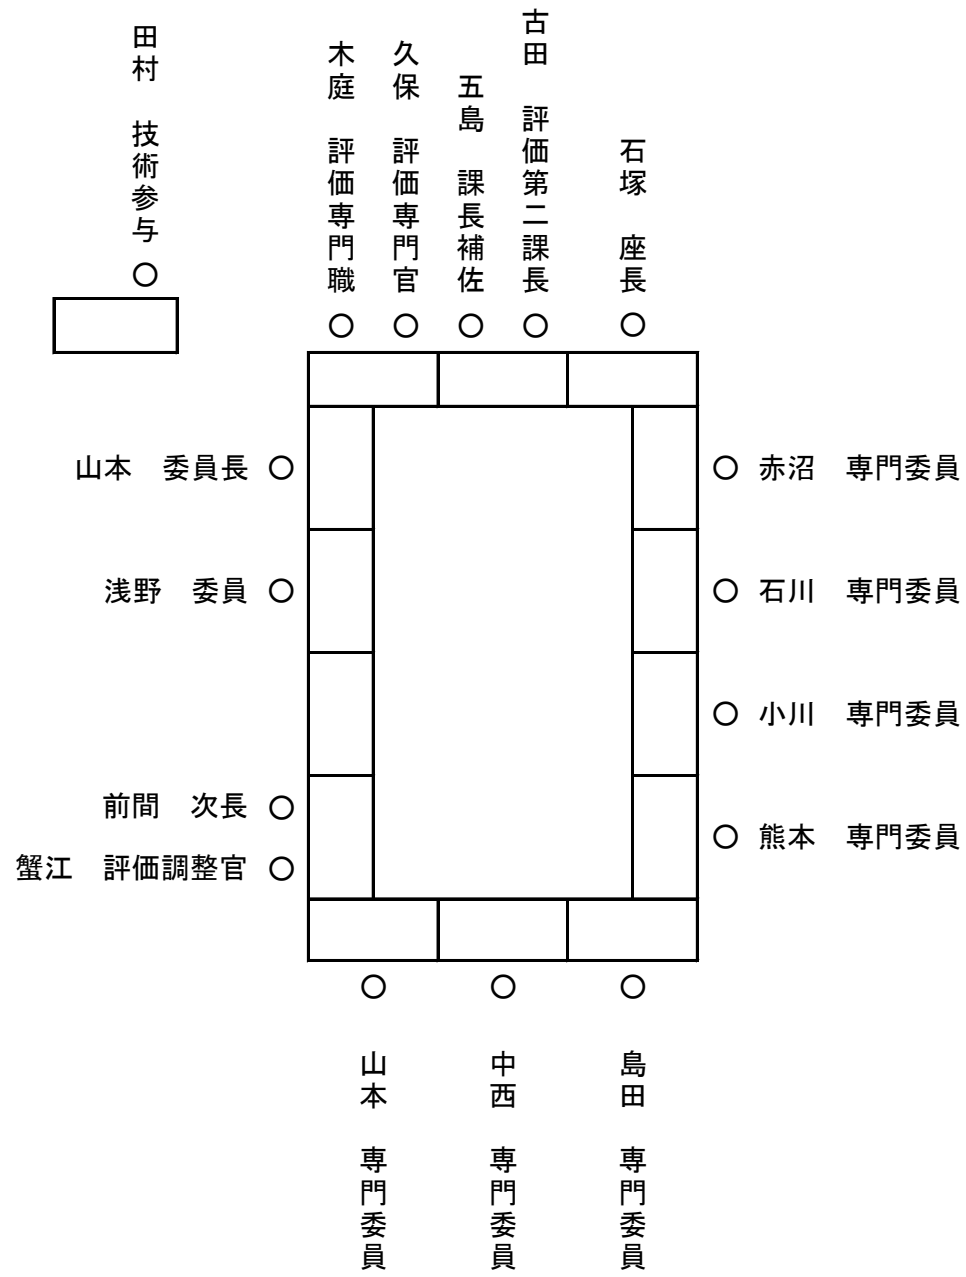 田村　技術参与
木庭　評価専門職
久保　評価専門官
五島　課長補佐
古田　評価第二課長
石塚　座長
山本　委員長
浅野　委員
前間　次長
蟹江　評価調整官
赤沼　専門委員
石川　専門委員
小川　専門委員
熊本　専門委員
山本　専門委員
中西　専門委員
島田　専門委員